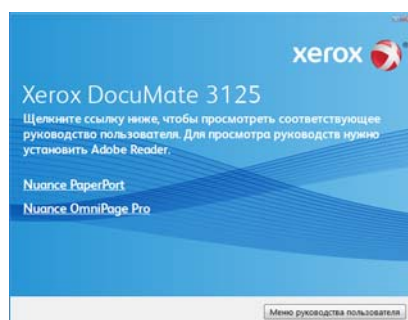 xerox
Xerox DocuMate 3125
Щелкните ссылку ниже, чтобы просмотреть соответствующее
руководство пользователя. Для просмотра руководств нужно
установить Adobe Reader.
Nuance PaperPort
Nuance OmniPage Pro
Меню руководства пользователя